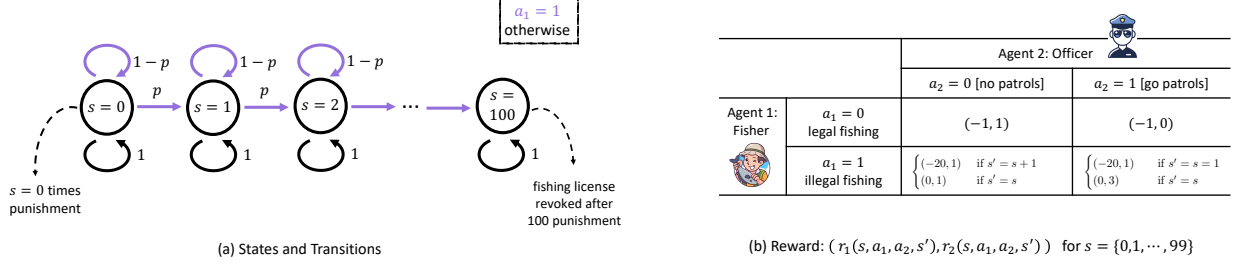 a₁ = 1
otherwise
1 − p
1 − p
1 − p
s = 0
p
s = 1
p
s = 2
...
s =
100
1
1
1
1
s = 0 times
punishment
fishing license
revoked after
100 punishment
(a) States and Transitions
Agent 2: Officer
a₂ = 0 [no patrols]
a₂ = 1 [go patrols]
Agent 1:
Fisher
a₁ = 0
legal fishing
(−1, 1)
(−1, 0)
a₁ = 1
illegal fishing
{(−20, 1) if s′ = s + 1
(0, 1) if s′ = s
{(−20, 1) if s′ = s = 1
(0, 3) if s′ = s
(b) Reward: ( r₁(s, a₁, a₂, s′), r₂(s, a₁, a₂, s′) ) for s = {0,1, ⋯ , 99}